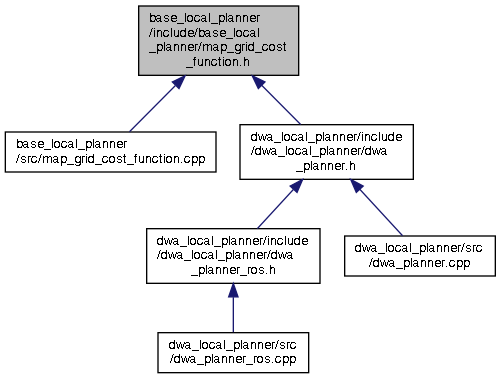 base_local_planner
/include/base_local
_planner/map_grid_cost
_function.h
base_local_planner
/src/map_grid_cost_function.cpp
dwa_local_planner/include
/dwa_local_planner/dwa
_planner.h
dwa_local_planner/include
/dwa_local_planner/dwa
_planner_ros.h
dwa_local_planner/src
/dwa_planner.cpp
dwa_local_planner/src
/dwa_planner_ros.cpp